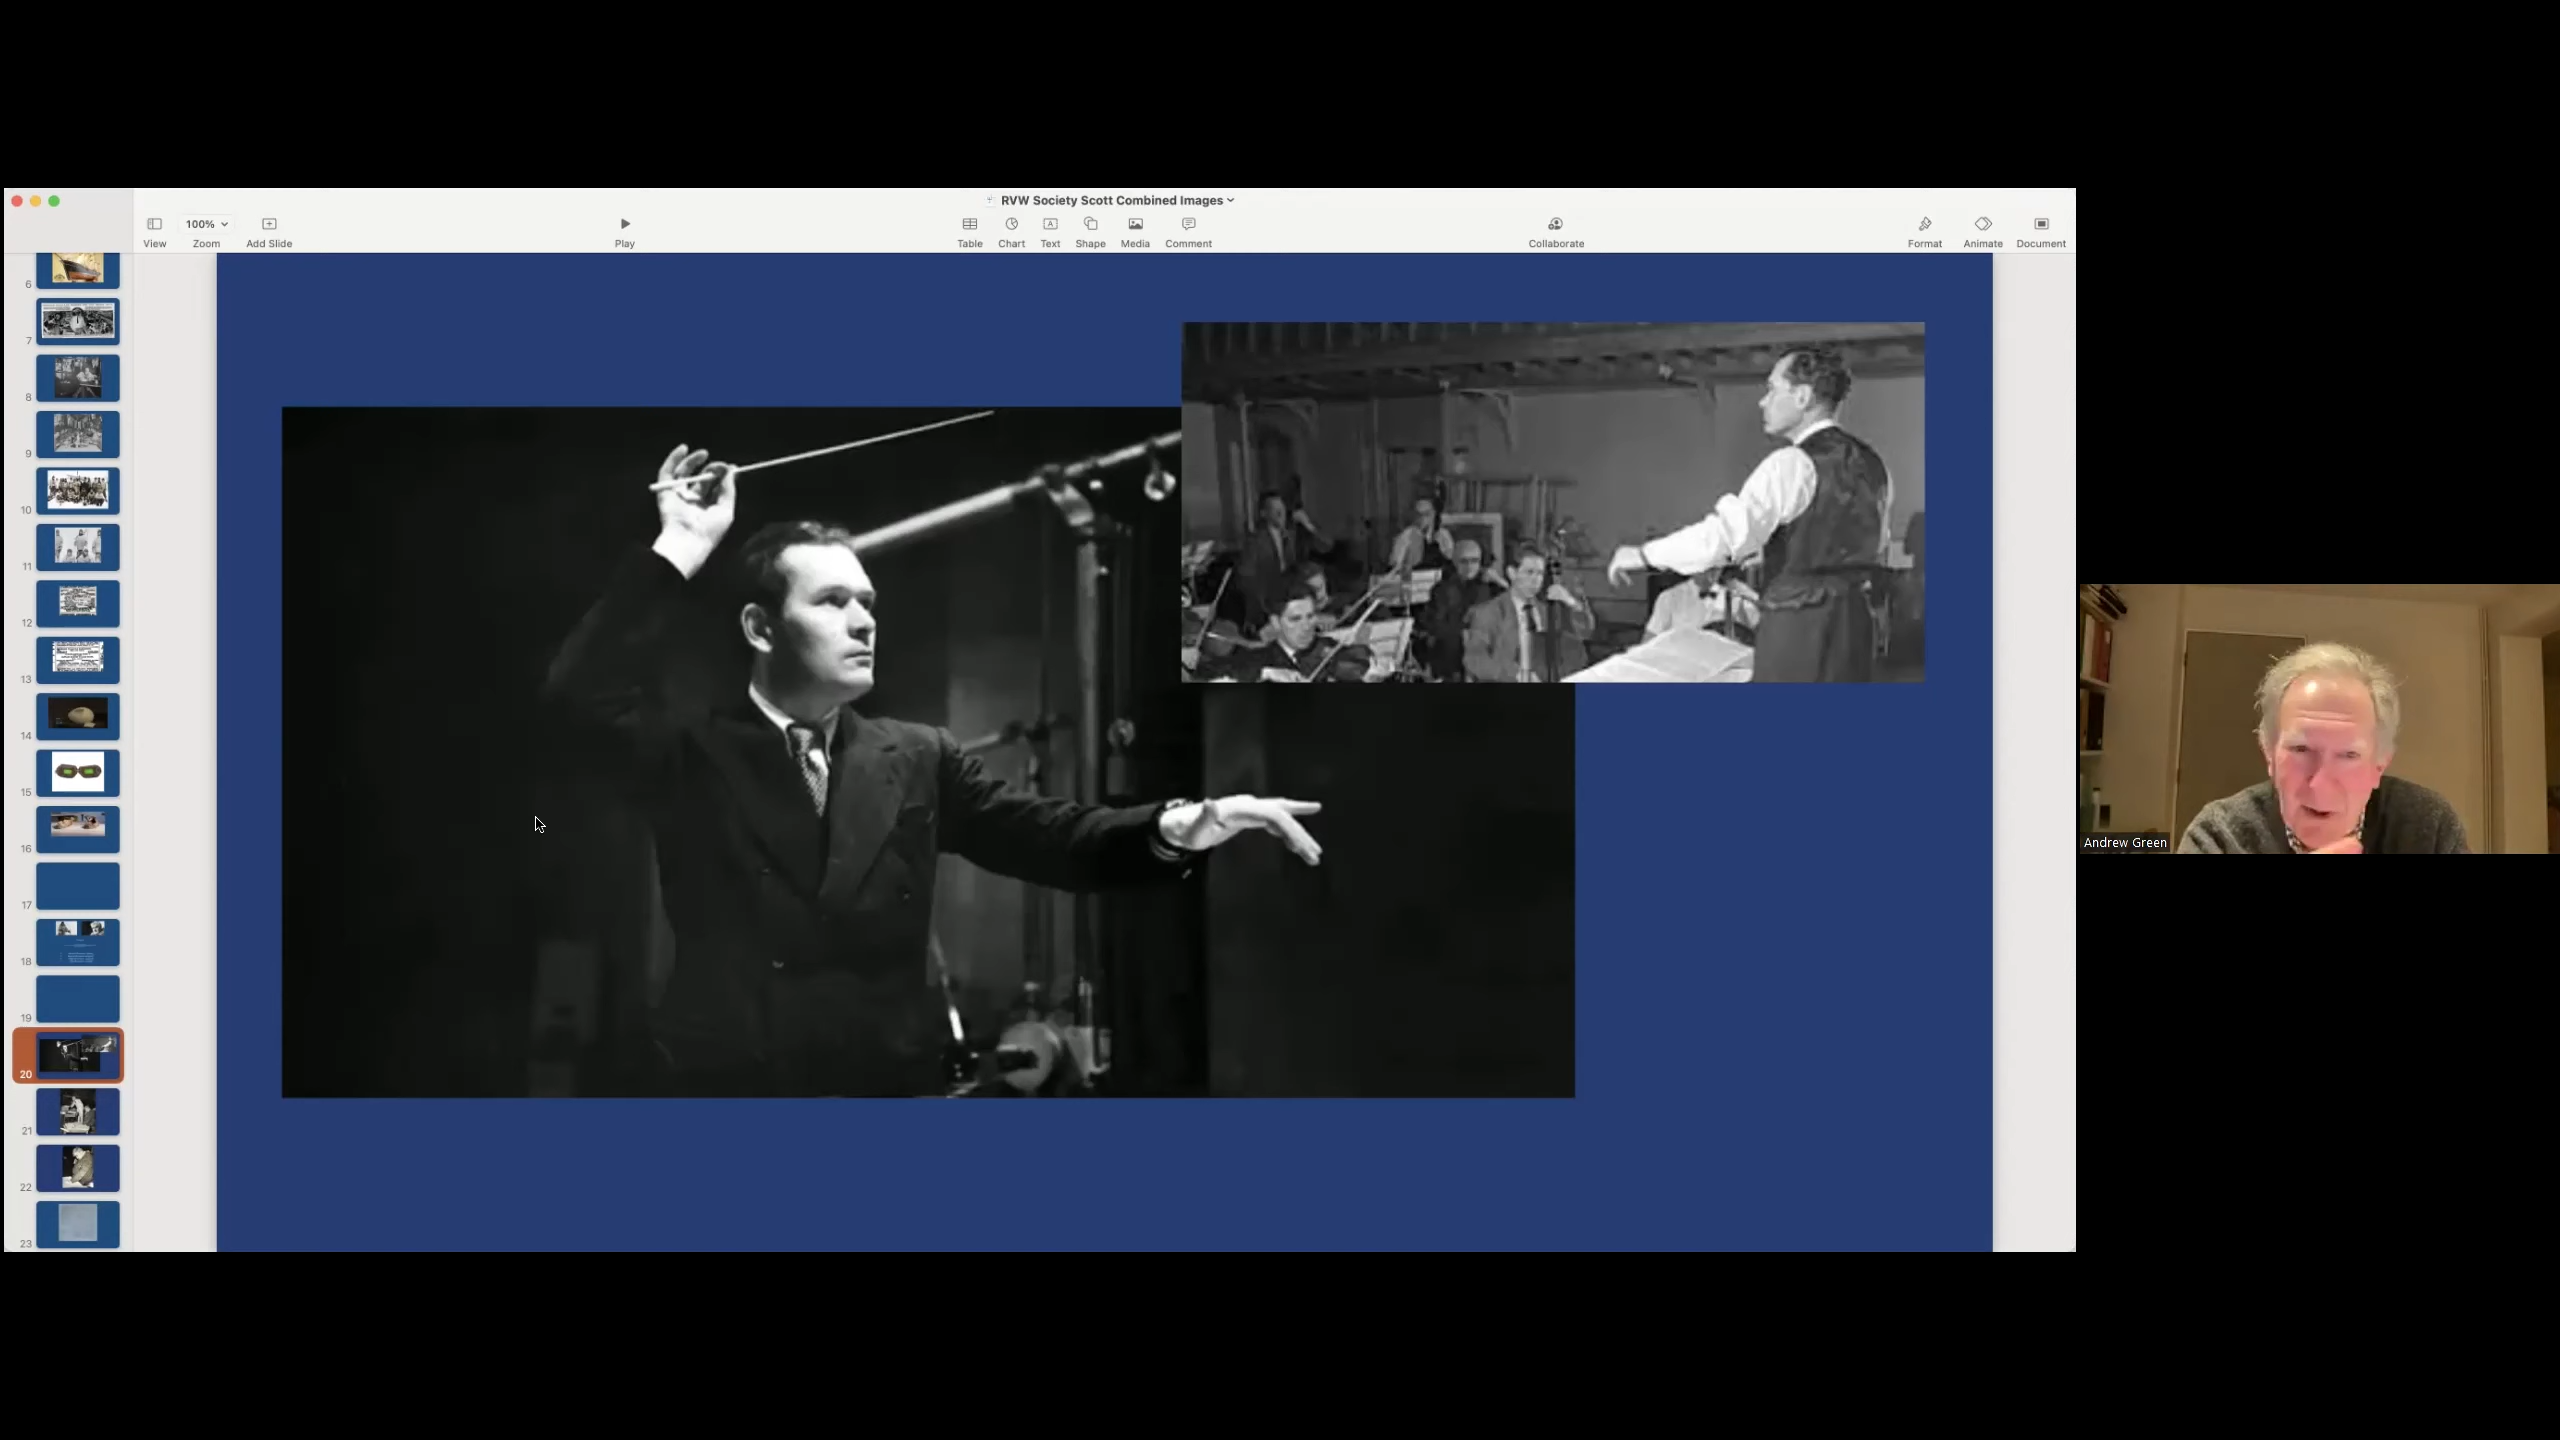 RVW Society Scott Combined Images
100%
View
Zoom
Add Slide
Play
Table
Chart
Text
Shape
Media
Comment
Collaborate
Format
Animate
Document
6
7
8
9
10
11
12
13
14
15
16
17
18
19
20
21
22
23
Andrew Green